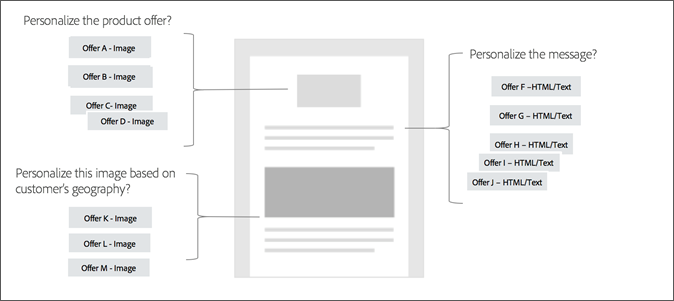 Personalize the product offer?
Offer A - Image
Offer B - Image
Offer C- Image
Offer D - Image
Personalize this image based on
customer's geography?
Offer K - Image
Offer L - Image
Offer M - Image
Personalize the message?
Offer F –HTML/Text
Offer G – HTML/Text
Offer H – HTML/Text
Offer I – HTML/Text
Offer J – HTML/Text